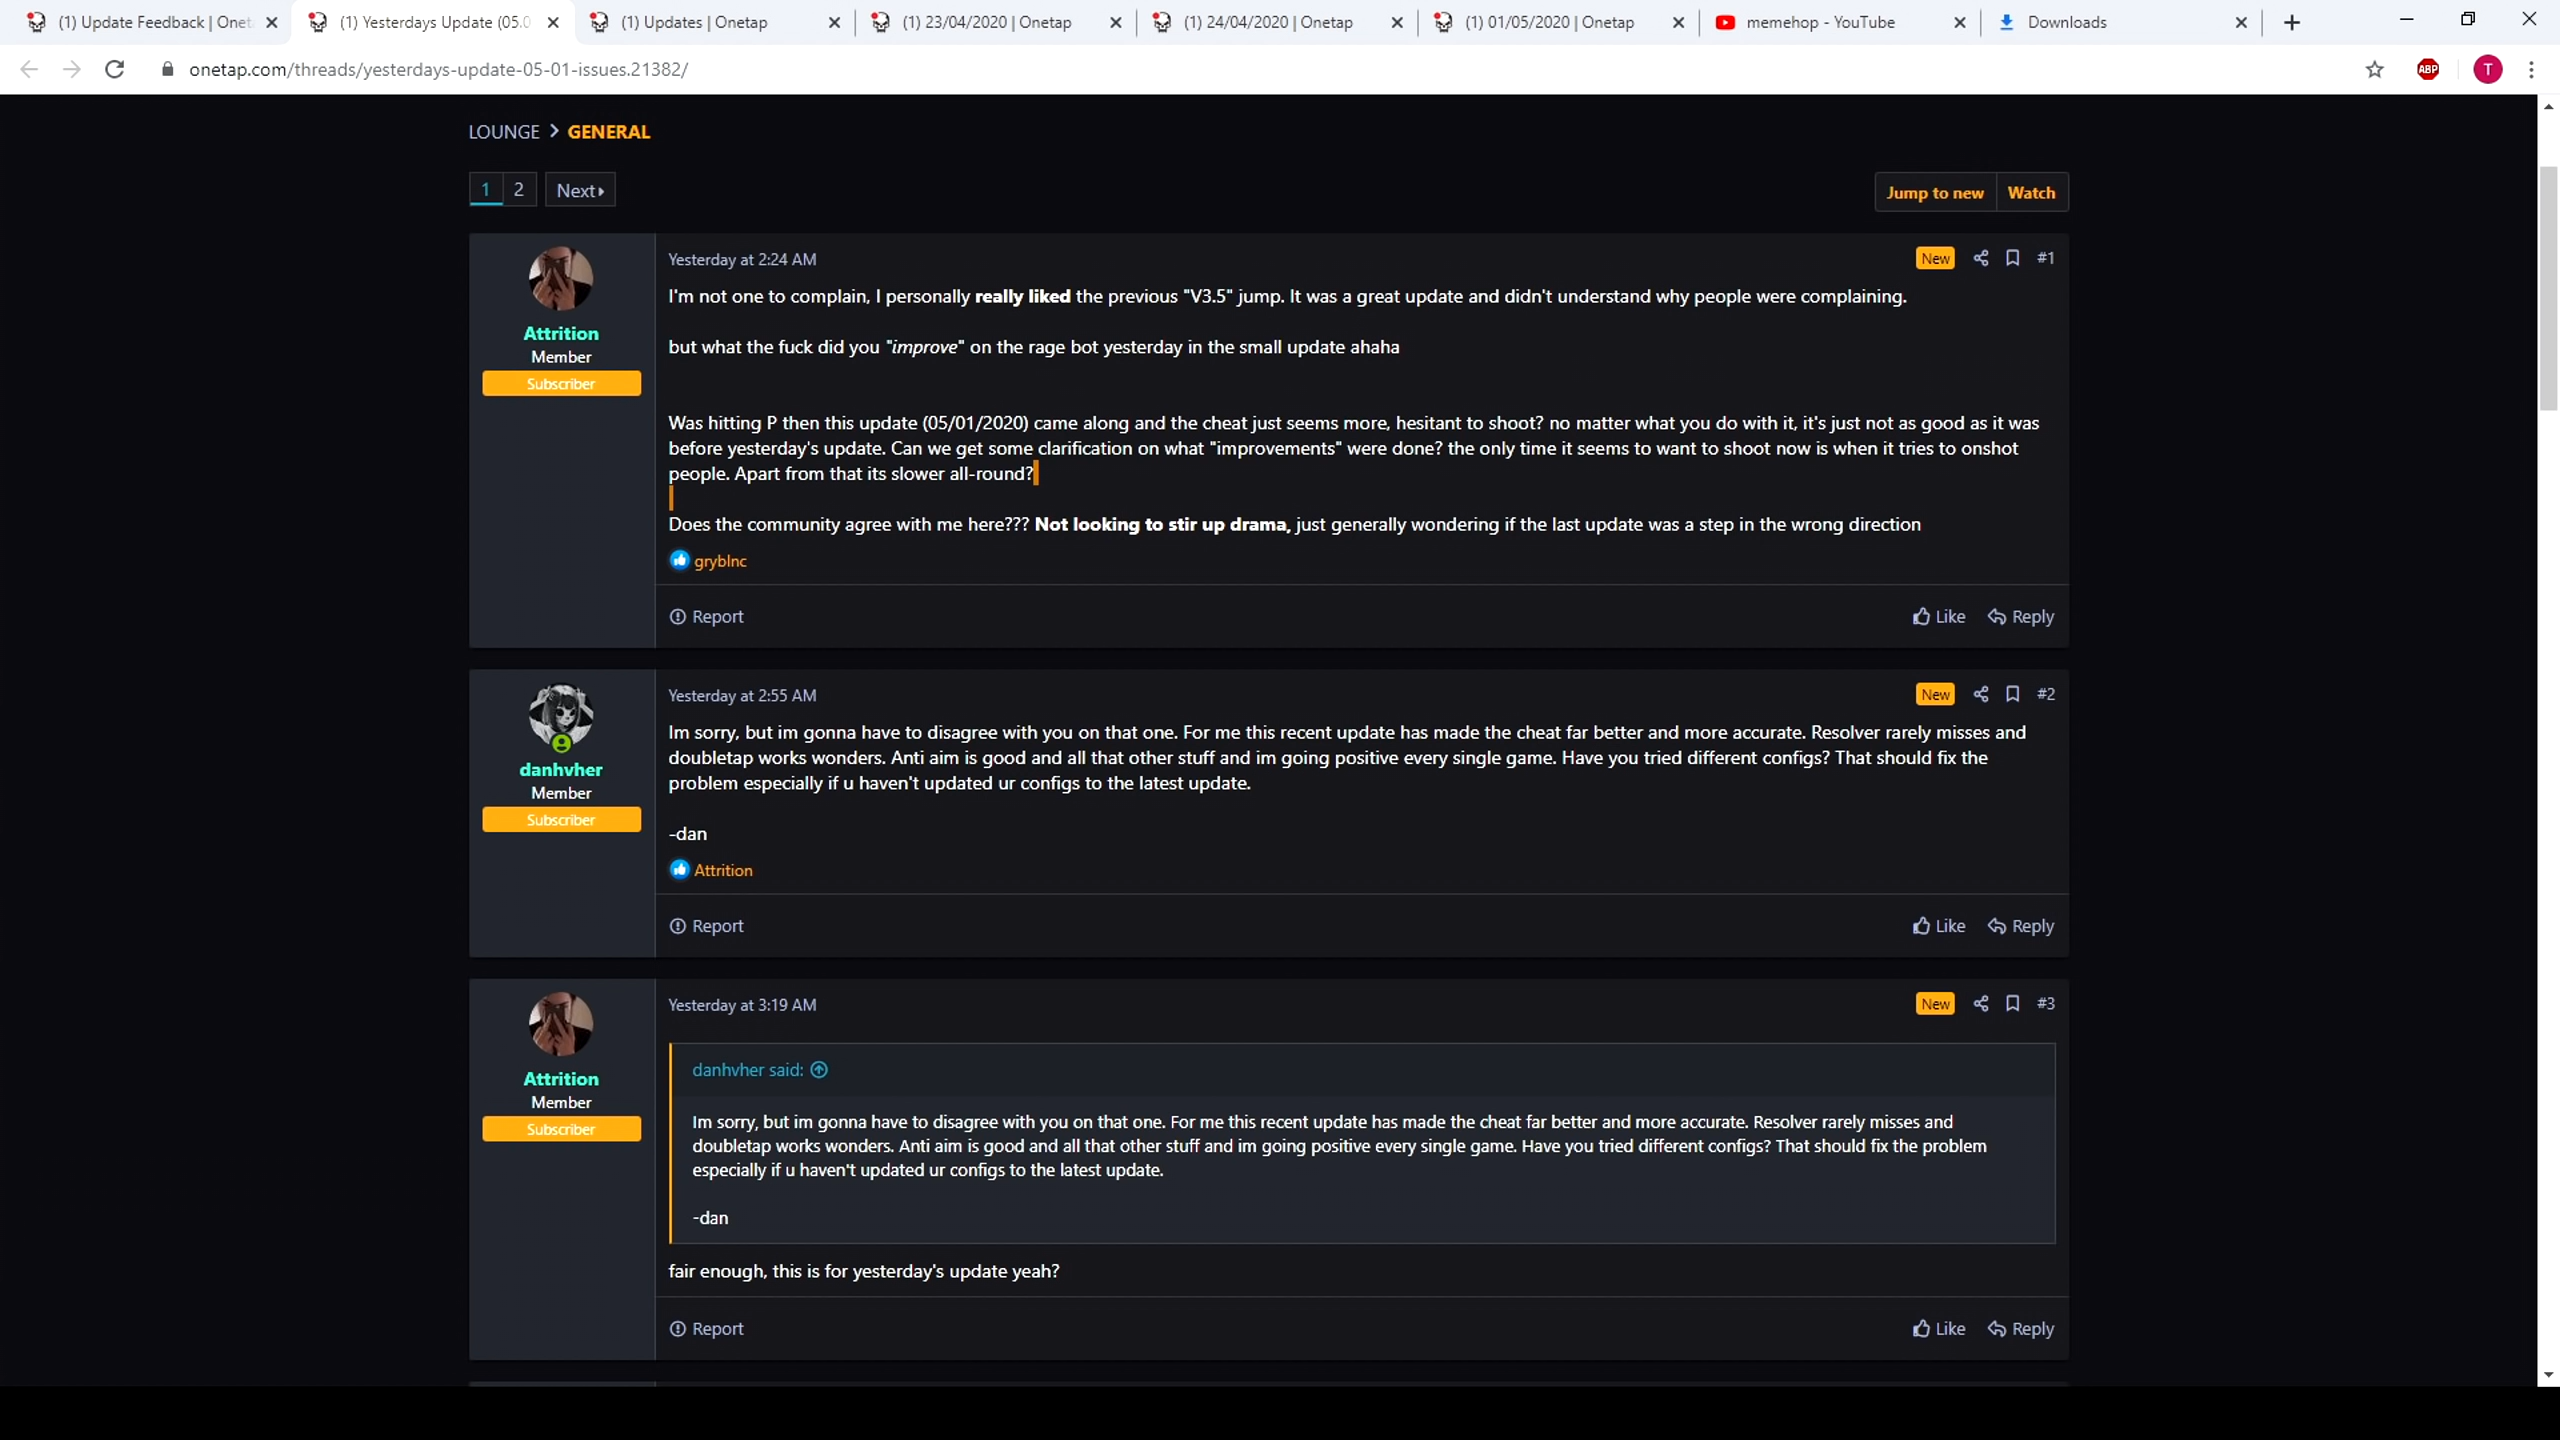 (1) Update Feedback | Onet
(1) Yesterdays Update (05.0
(1) Updates | Onetap
(1) 23/04/2020 | Onetap
(1) 24/04/2020 | Onetap
(1) 01/05/2020 | Onetap
memehop - YouTube
Downloads
onetap.com/threads/yesterdays-update-05-01-issues.21382/
ABP
T
LOUNGE > GENERAL
1 2 Next
Jump to new Watch
Attrition
Member
Subscriber
Yesterday at 2:24 AM
New #1
I'm not one to complain, I personally really liked the previous "V3.5" jump. It was a great update and didn't understand why people were complaining.
but what the fuck did you "improve" on the rage bot yesterday in the small update ahaha
Was hitting P then this update (05/01/2020) came along and the cheat just seems more, hesitant to shoot? no matter what you do with it, it's just not as good as it was
before yesterday's update. Can we get some clarification on what "improvements" were done? the only time it seems to want to shoot now is when it tries to onshot
people. Apart from that its slower all-round?
Does the community agree with me here??? Not looking to stir up drama, just generally wondering if the last update was a step in the wrong direction
gryblnc
Report
Like Reply
danhvher
Member
Subscriber
Yesterday at 2:55 AM
New #2
Im sorry, but im gonna have to disagree with you on that one. For me this recent update has made the cheat far better and more accurate. Resolver rarely misses and
doubletap works wonders. Anti aim is good and all that other stuff and im going positive every single game. Have you tried different configs? That should fix the
problem especially if u haven't updated ur configs to the latest update.
-dan
Attrition
Report
Like Reply
Attrition
Member
Subscriber
Yesterday at 3:19 AM
New #3
danhvher said:
Im sorry, but im gonna have to disagree with you on that one. For me this recent update has made the cheat far better and more accurate. Resolver rarely misses and
doubletap works wonders. Anti aim is good and all that other stuff and im going positive every single game. Have you tried different configs? That should fix the problem
especially if u haven't updated ur configs to the latest update.
-dan
fair enough, this is for yesterday's update yeah?
Report
Like Reply